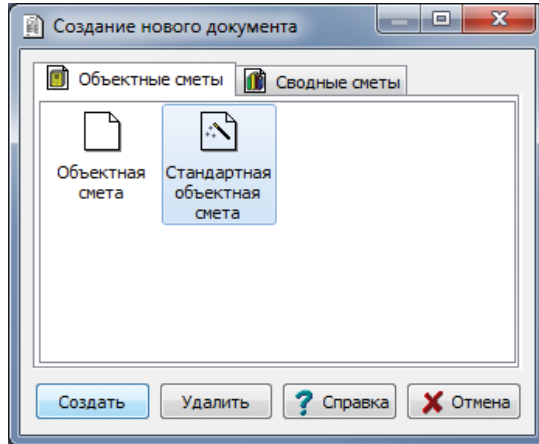 Создание нового документа
Объектные сметы Сводные сметы
Объектная смета
Стандартная объектная смета
Создать Удалить Справка Отмена